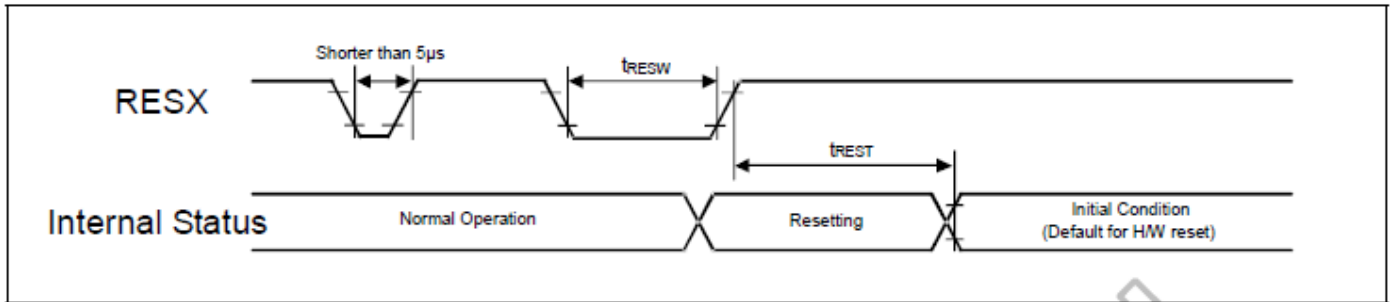 Shorter than 5µs
tRESW
RESX
tREST
Internal Status
Normal Operation
Resetting
Initial Condition
(Default for H/W reset)